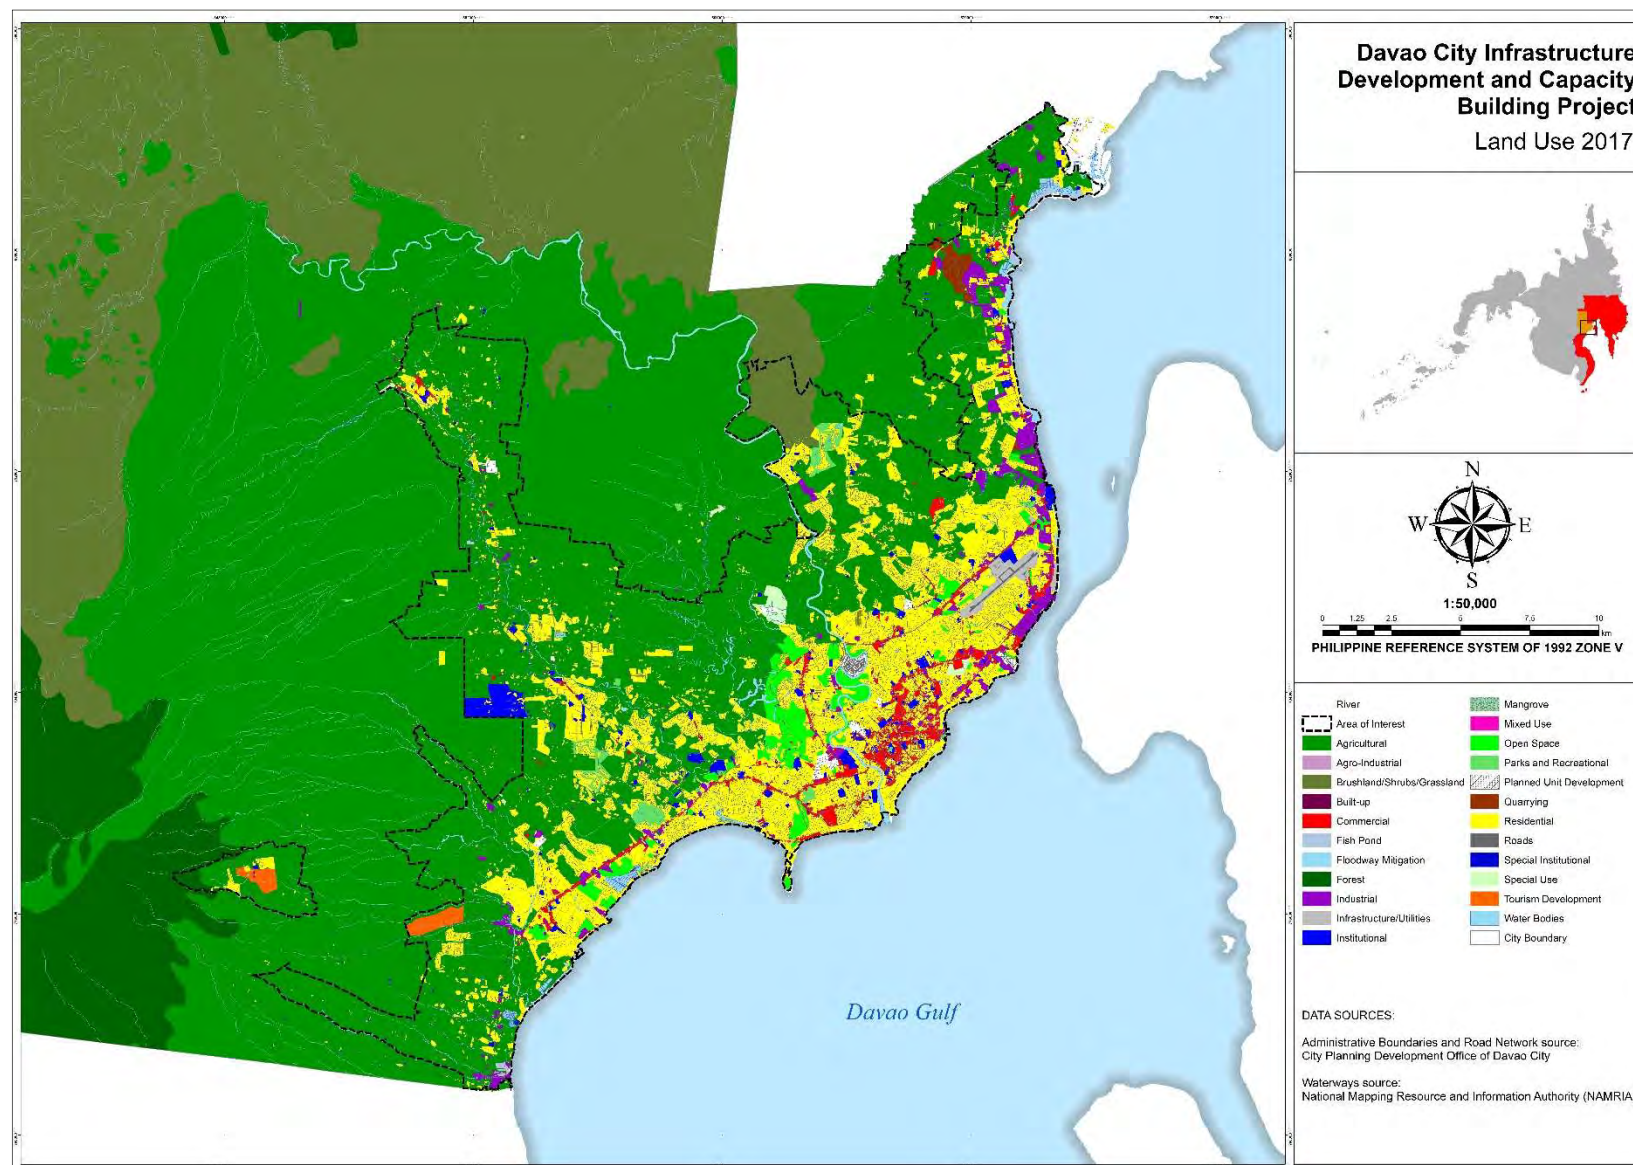 Davao City Infrastructure
Development and Capacity
Building Project
Land Use 2017
N
W
E
S
1:50,000
0 1.25 2.5 5 7.5 10
km
PHILIPPINE REFERENCE SYSTEM OF 1992 ZONE V
River
Area of Interest
Agricultural
Agro-Industrial
Brushland/Shrubs/Grassland
Built-up
Commercial
Fish Pond
Floodway Mitigation
Forest
Industrial
Infrastructure/Utilities
Institutional
Mangrove
Mixed Use
Open Space
Parks and Recreational
Planned Unit Development
Quarrying
Residential
Roads
Special Institutional
Special Use
Tourism Development
Water Bodies
City Boundary
Davao Gulf
DATA SOURCES:
Administrative Boundaries and Road Network source:
City Planning Development Office of Davao City
Waterways source:
National Mapping Resource and Information Authority (NAMRIA